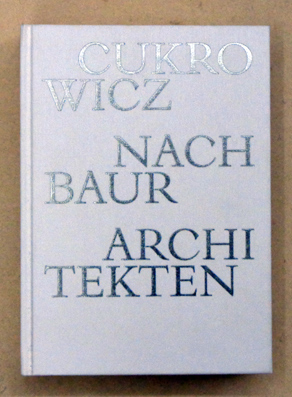 CUKRO
WICZ
NACH
BAUR
ARCHI
TEKTEN